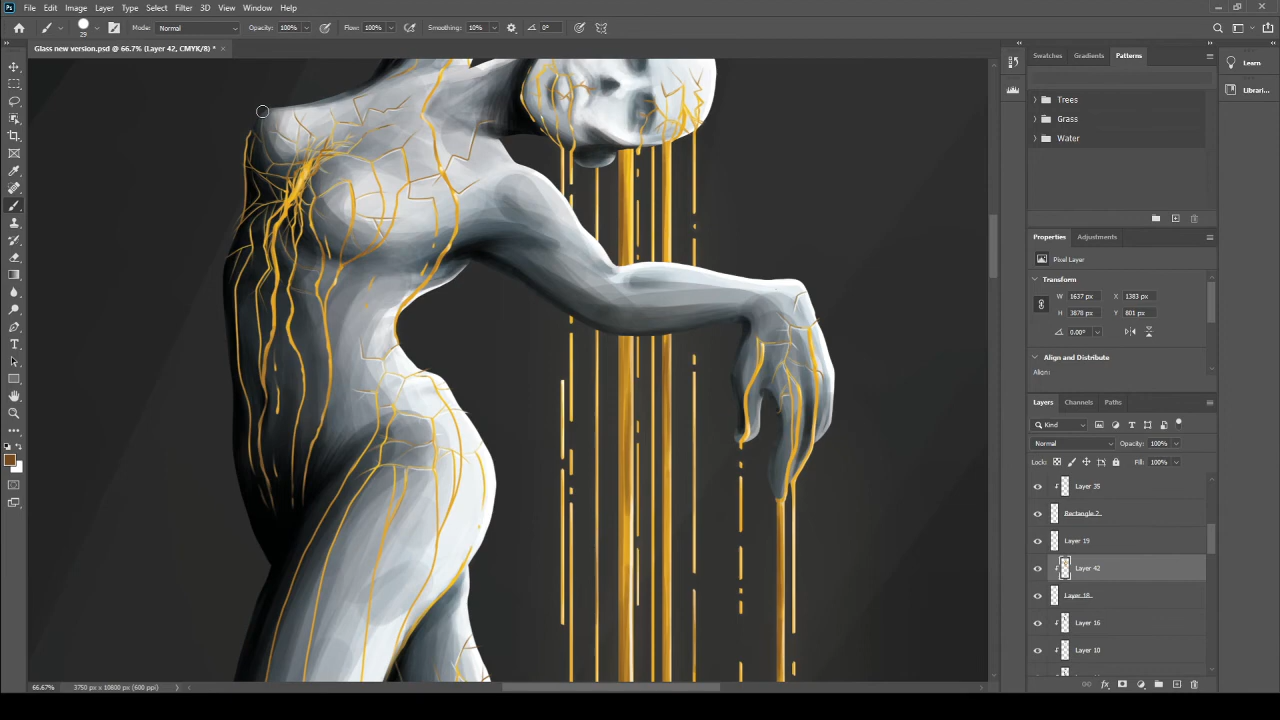 Ps File Edit Image Layer Type Select Filter 3D View Window Help
29 Mode: Normal Opacity: 100% Flow: 100% Smoothing: 10% 0°
Glass new version.psd @ 66.7% (Layer 42, CMYK/8) * ×
Swatches Gradients Patterns
Learn
Librari...
Trees
Grass
Water
Properties Adjustments
Pixel Layer
Transform
W 1637 px X 1383 px
H 3878 px Y 801 px
0.00°
Align and Distribute
Align:
Layers Channels Paths
Kind
Normal Opacity: 100%
Lock: Fill: 100%
Layer 35
Rectangle 2
Layer 19
Layer 42
Layer 18
Layer 16
Layer 10
66.67% 3750 px x 10800 px (600 ppi)
fx